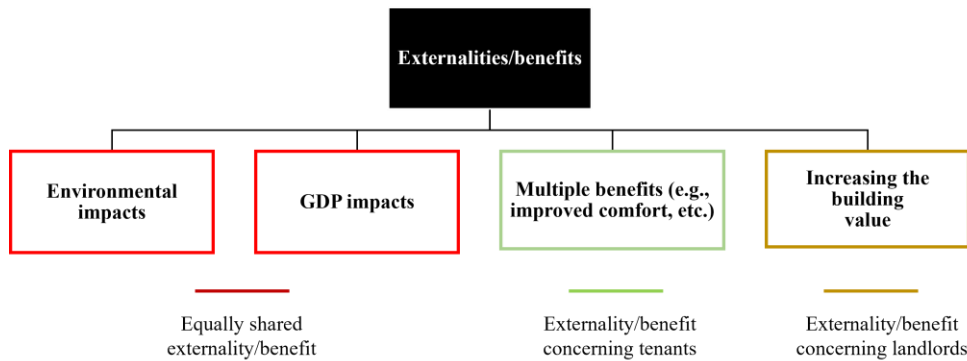 Externalities/benefits
Environmental
impacts
GDP impacts
Multiple benefits (e.g.,
improved comfort, etc.)
Increasing the
building
value
Equally shared
externality/benefit
Externality/benefit
concerning tenants
Externality/benefit
concerning landlords